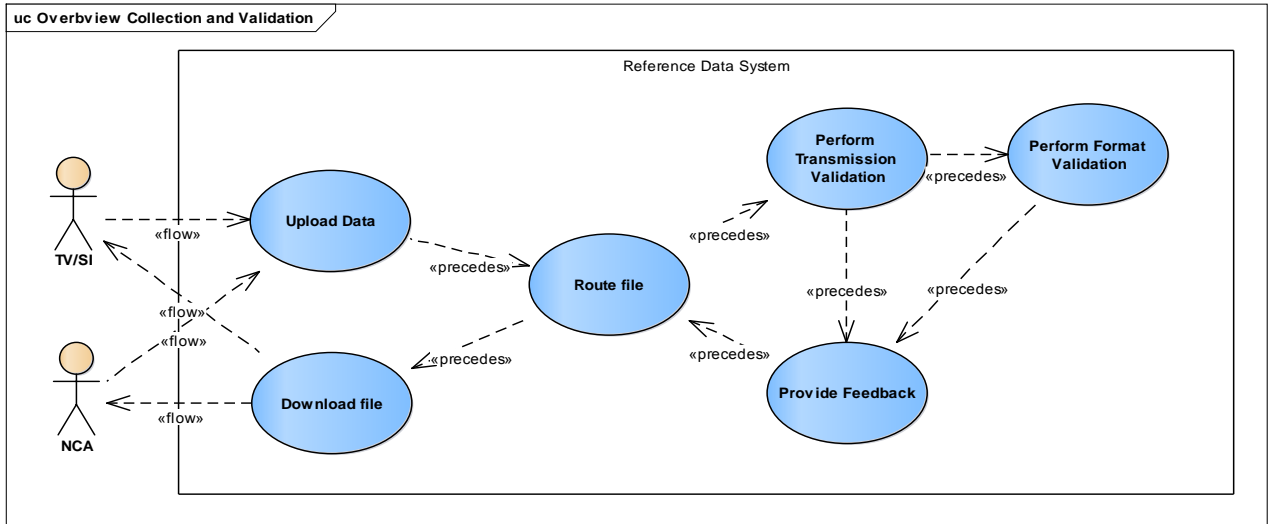 uc Overbview Collection and Validation
Reference Data System
Perform
Transmission
Validation
Perform Format
Validation
«precedes»
TV/SI
«flow»
Upload Data
«precedes»
«precedes»
Route file
«flow»
«flow»
«precedes»
«precedes»
«precedes»
«precedes»
NCA
«flow»
Download file
Provide Feedback